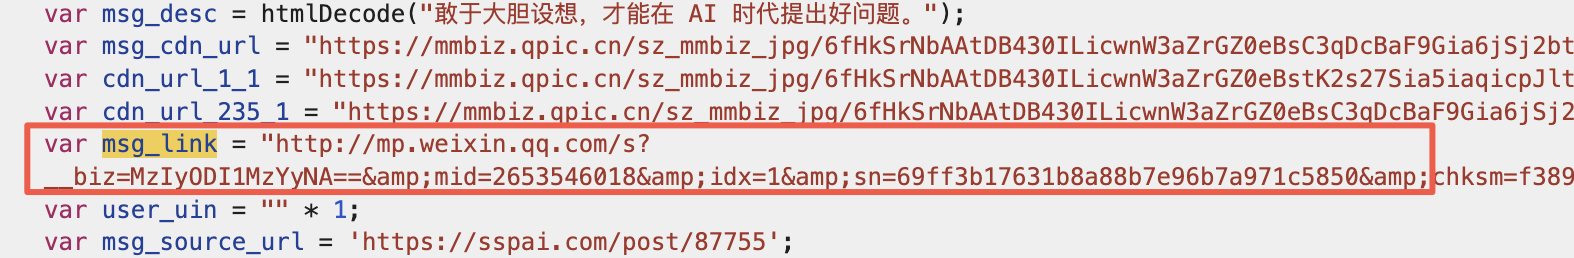 var msg_desc = htmlDecode("敢于大胆设想，才能在 AI 时代提出好问题。");
var msg_cdn_url = "https://mmbiz.qpic.cn/sz_mmbiz_jpg/6fHkSrNbAAtDB430ILicwnW3aZrGZ0eBsC3qDcBaF9Gia6jSj2bt
var cdn_url_1_1 = "https://mmbiz.qpic.cn/sz_mmbiz_jpg/6fHkSrNbAAtDB430ILicwnW3aZrGZ0eBstK2s27Sia5iaqicpJlt
var cdn_url_235_1 = "https://mmbiz.qpic.cn/sz_mmbiz_jpg/6fHkSrNbAAtDB430ILicwnW3aZrGZ0eBsC3qDcBaF9Gia6jSj2
var msg_link = "http://mp.weixin.qq.com/s?
__biz=MzIyODI1MzYyNA==&amp;mid=2653546018&amp;idx=1&amp;sn=69ff3b17631b8a88b7e96b7a971c5850&amp;chksm=f389
var user_uin = "" * 1;
var msg_source_url = 'https://sspai.com/post/87755';